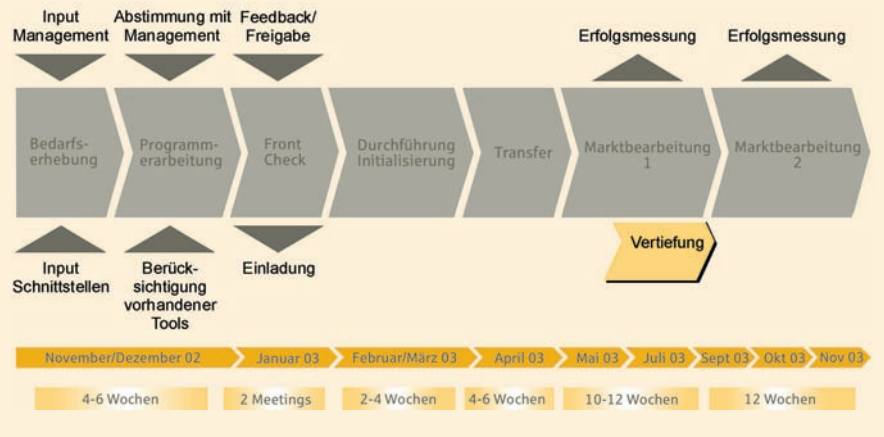 Input
Management
Abstimmung mit
Management
Feedback/
Freigabe
Erfolgsmessung
Erfolgsmessung
Bedarfs-
erhebung
Programm-
erarbeitung
Front
Check
Durchführung
Initialisierung
Transfer
Marktbearbeitung
1
Marktbearbeitung
2
Vertiefung
Input
Schnittstellen
Berück-
sichtigung
vorhandener
Tools
Einladung
November/Dezember 02
Januar 03
Februar/März 03
April 03
Mai 03
Juli 03
Sept 03
Okt 03
Nov 03
4-6 Wochen
2 Meetings
2-4 Wochen
4-6 Wochen
10-12 Wochen
12 Wochen